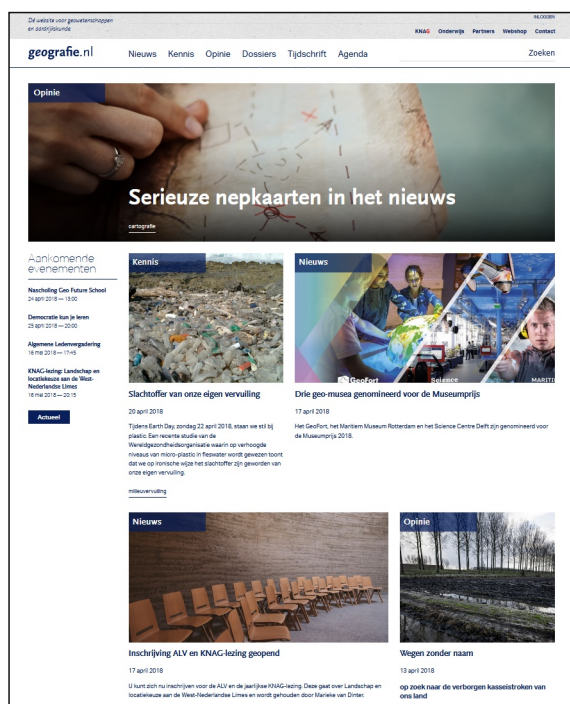 Dé website voor geowetenschappen
en aardrijkskunde
INLOGGEN
KNAG Onderwijs Partners Webshop Contact
geografie.nl
Nieuws Kennis Opinie Dossiers Tijdschrift Agenda
Zoeken
Opinie
Serieuze nepkaarten in het nieuws
cartografie
Aankomende
evenementen
Nascholing Geo Future School
24 april 2018 — 13:00
Democratie kun je leren
25 april 2018 — 20:00
Algemene Ledenvergadering
16 mei 2018 — 17:45
KNAG-lezing: Landschap en
locatiekeuze aan de West-
Nederlandse Limes
16 mei 2018 — 20:15
Actueel
Kennis
Slachtoffer van onze eigen vervuiling
20 april 2018
Tijdens Earth Day, zondag 22 april 2018, staan we stil bij
plastic. Een recente studie van de
Wereldgezondheidsorganisatie waarin op verhoogde
niveaus van micro-plastic in fleswater wordt gewezen toont
dat we op ironische wijze het slachtoffer zijn geworden van
onze eigen vervuiling.
milieuvervuiling
Nieuws
GeoFort
Science
MARITI
Drie geo-musea genomineerd voor de Museumprijs
17 april 2018
Het GeoFort, het Maritiem Museum Rotterdam en het Science Centre Delft zijn genomineerd voor
de Museumprijs 2018.
Nieuws
Inschrijving ALV en KNAG-lezing geopend
17 april 2018
U kunt zich nu inschrijven voor de ALV en de jaarlijkse KNAG-lezing. Deze gaat over Landschap en
locatiekeuze aan de West-Nederlandse Limes en wordt gehouden door Marieke van Dinter.
Opinie
Wegen zonder naam
13 april 2018
op zoek naar de verborgen kasseistroken van
ons land